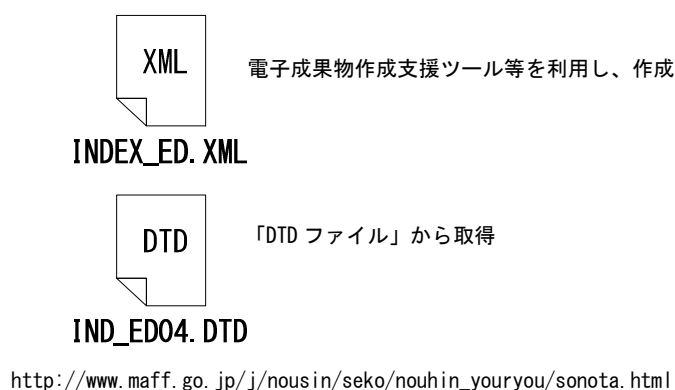 XML
電子成果物作成支援ツール等を利用し、作成
INDEX_ED.XML
DTD
「DTD ファイル」から取得
IND_ED04.DTD
http://www.maff.go.jp/j/nousin/seko/nouhin_youryou/sonota.html